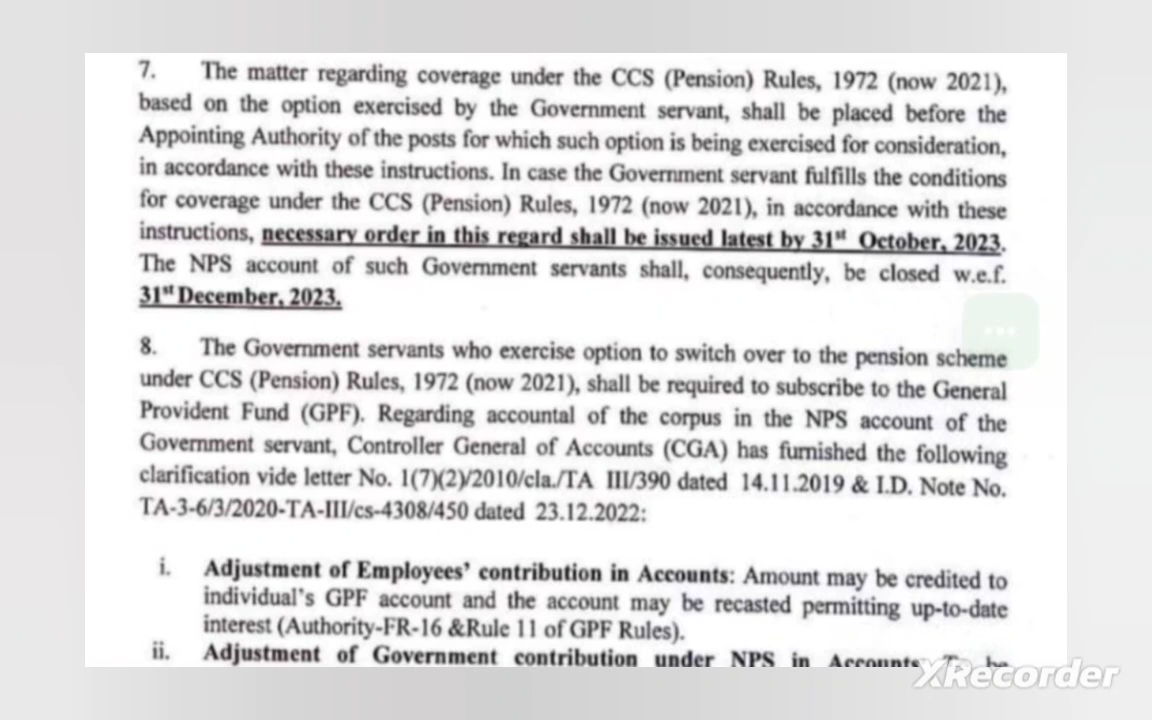 7. The matter regarding coverage under the CCS (Pension) Rules, 1972 (now 2021),
based on the option exercised by the Government servant, shall be placed before the
Appointing Authority of the posts for which such option is being exercised for consideration,
in accordance with these instructions. In case the Government servant fulfills the conditions
for coverage under the CCS (Pension) Rules, 1972 (now 2021), in accordance with these
instructions, necessary order in this regard shall be issued latest by 31st October, 2023.
The NPS account of such Government servants shall, consequently, be closed w.e.f.
31st December, 2023.
8. The Government servants who exercise option to switch over to the pension scheme
under CCS (Pension) Rules, 1972 (now 2021), shall be required to subscribe to the General
Provident Fund (GPF). Regarding accountal of the corpus in the NPS account of the
Government servant, Controller General of Accounts (CGA) has furnished the following
clarification vide letter No. 1(7)(2)/2010/cla./TA III/390 dated 14.11.2019 & I.D. Note No.
TA-3-6/3/2020-TA-III/cs-4308/450 dated 23.12.2022:
i. Adjustment of Employees' contribution in Accounts: Amount may be credited to
individual's GPF account and the account may be recasted permitting up-to-date
interest (Authority-FR-16 &Rule 11 of GPF Rules).
ii. Adjustment of Government contribution under NPS in Accounts: To be
XRecorder